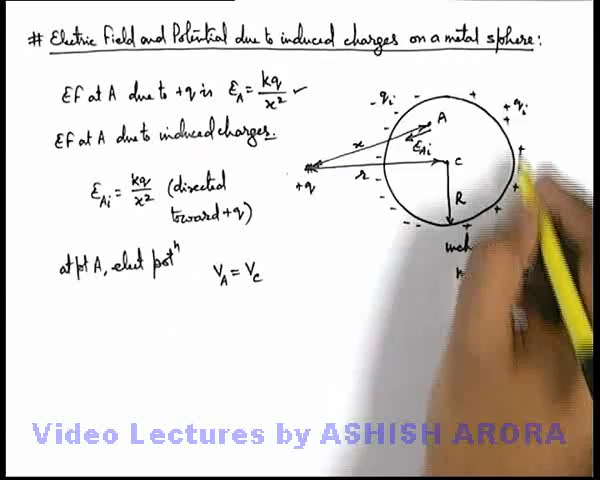 # Electric Field and Potential due to induced charges on a metal sphere:
EF at A due to +q is E_A = kq/x² ✓
EF at A due to induced charges.
E_Ai = kq/x² (directed toward +q)
at pt A, elect potⁿ V_A = V_C
- q_i - -
+ + q_i +
A
x
E_Ai
+q
r
C
R
Video Lectures by ASHISH ARORA